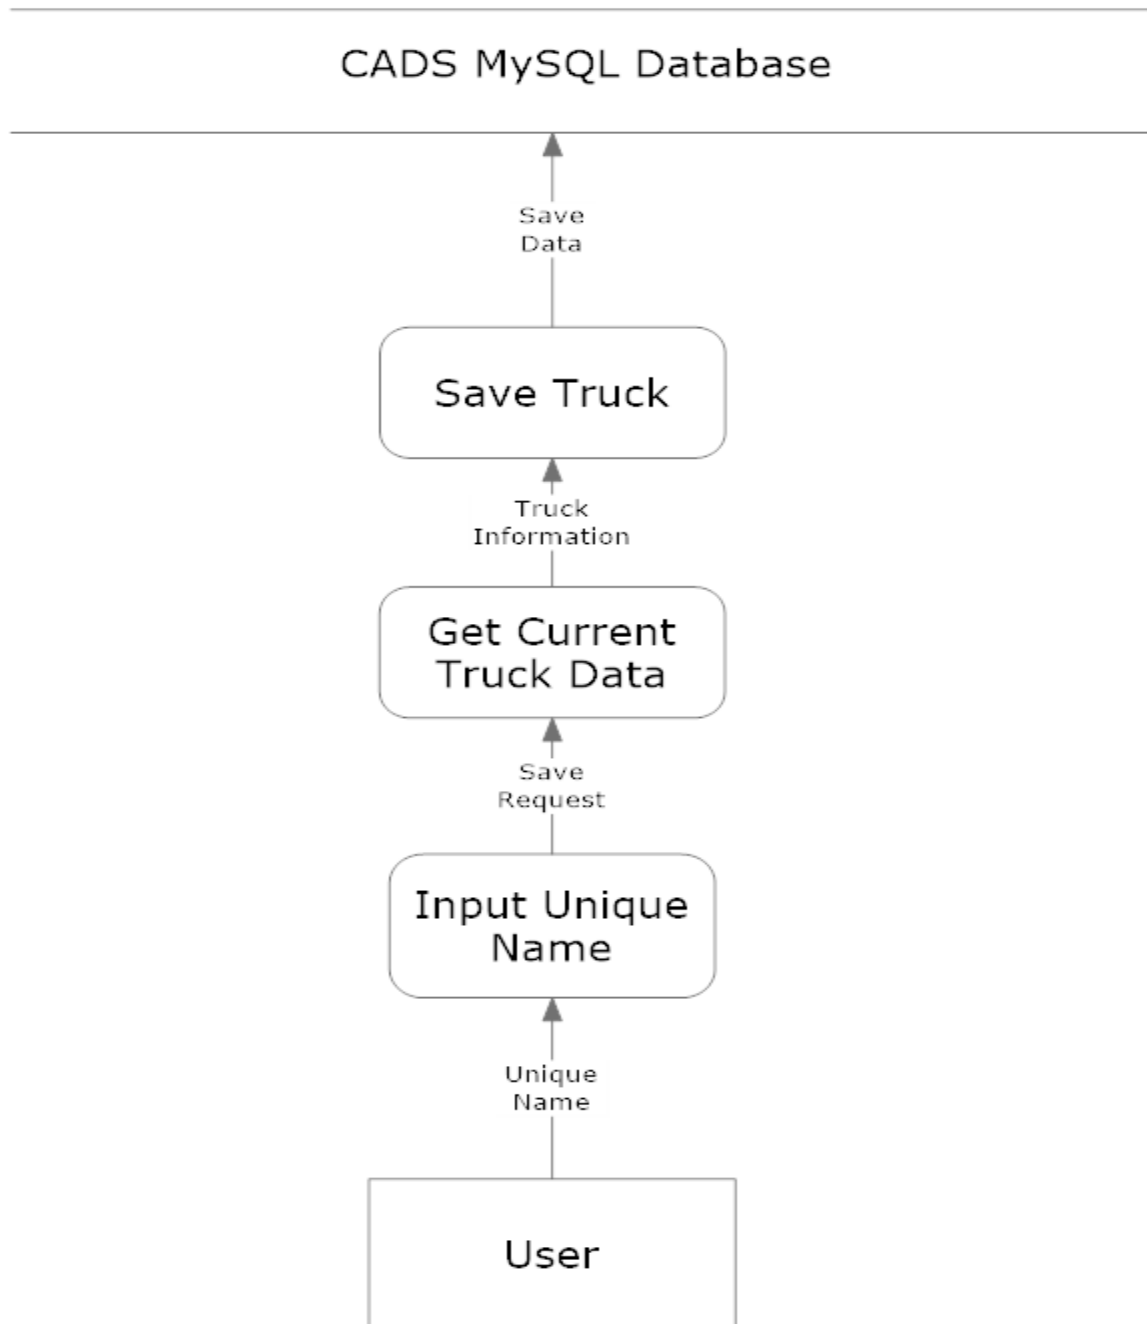 CADS MySQL Database
Save
Data
Save Truck
Truck
Information
Get Current
Truck Data
Save
Request
Input Unique
Name
Unique
Name
User